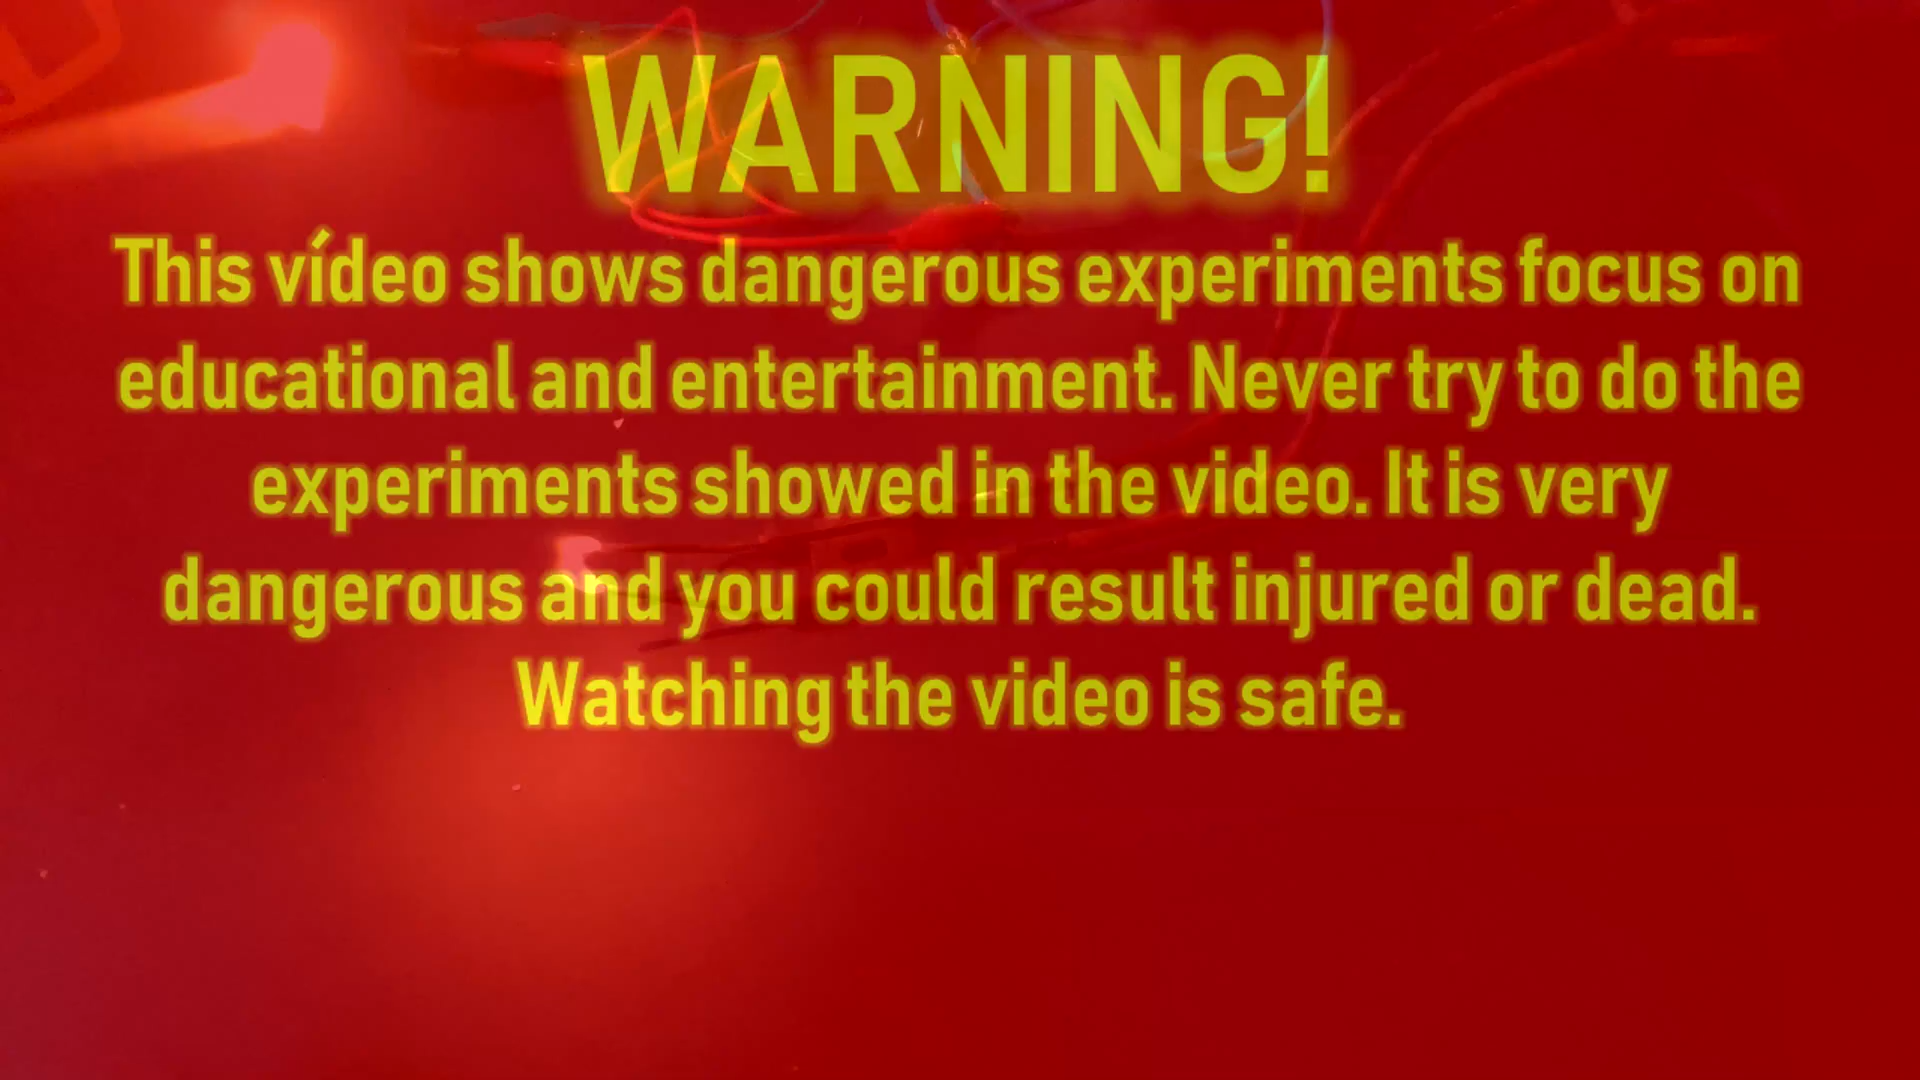 WARNING!
This vídeo shows dangerous experiments focus on
educational and entertainment. Never try to do the
experiments showed in the video. It is very
dangerous and you could result injured or dead.
Watching the video is safe.